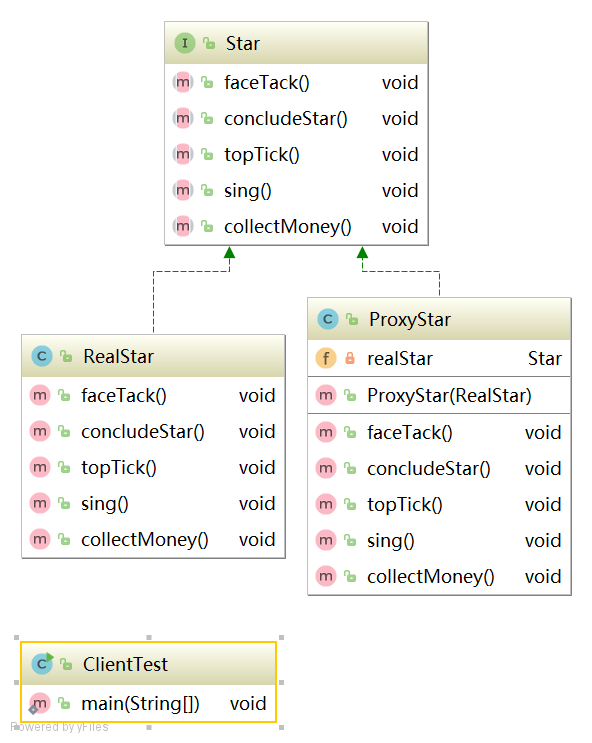 I Star
m faceTack() void
m concludeStar() void
m topTick() void
m sing() void
m collectMoney() void
C RealStar
m faceTack() void
m concludeStar() void
m topTick() void
m sing() void
m collectMoney() void
C ProxyStar
f realStar Star
m ProxyStar(RealStar)
m faceTack() void
m concludeStar() void
m topTick() void
m sing() void
m collectMoney() void
C ClientTest
m main(String[]) void
Powered by yFiles